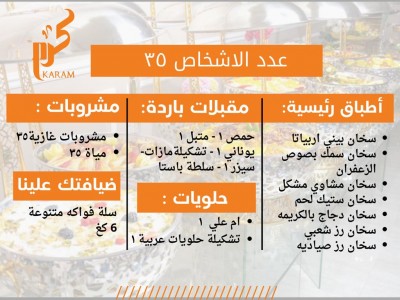 كرم
KARAM
عدد الاشخاص ٣٥
أطباق رئيسية:
سخان بيني اربياتا
سخان سمك بصوص
الزعفران
سخان مشاوي مشكل
سخان ستيك لحم
سخان دجاج بالكريمه
سخان رز شعبي
سخان رز صياديه
مقبلات باردة:
حمص ١ - متبل ١
يوناني ١ - تشكيلةمازات-
سيزر ١ - سلطة باستا
حلويات :
ام علي ١
تشكيلة حلويات عربية ١
مشروبات :
مشروبات غازية٣٥
مياة ٣٥
ضيافتك علينا
سلة فواكه متنوعة
6 كغ